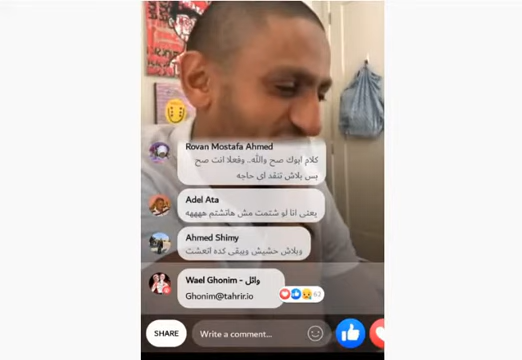 Rovan Mostafa Ahmed
كلام ابوك صح والله.. وفعلا انت صح
بس بلاش تنقد اي حاجه
Adel Ata
يعنى انا لو شتمت مش هاتشتم ههههه
Ahmed Shimy
وبلاش حشيش ويبقى كده اتعشت
Wael Ghonim - وائل
Ghonim@tahrir.io
62
SHARE
Write a comment...